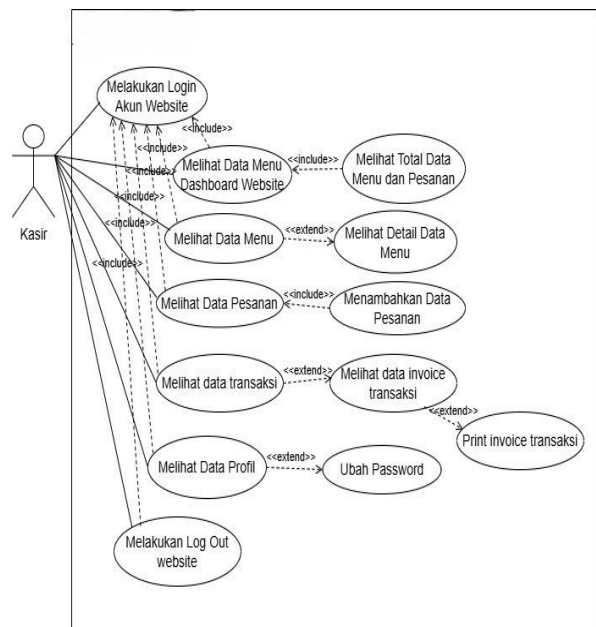 Melakukan Login
Akun Website
<<include>>
<<include>>
Melihat Data Menu
Dashboard Website
<<include>>
Melihat Total Data
Menu dan Pesanan
<<include>>
Kasir
<<include>>
Melihat Data Menu
<<extend>>
Melihat Detail Data
Menu
<<include>>
Melihat Data Pesanan
<<include>>
Menambahkan Data
Pesanan
Melihat data transaksi
<<extend>>
Melihat data invoice
transaksi
<<extend>>
Print invoice transaksi
Melihat Data Profil
<<extend>>
Ubah Password
Melakukan Log Out
website